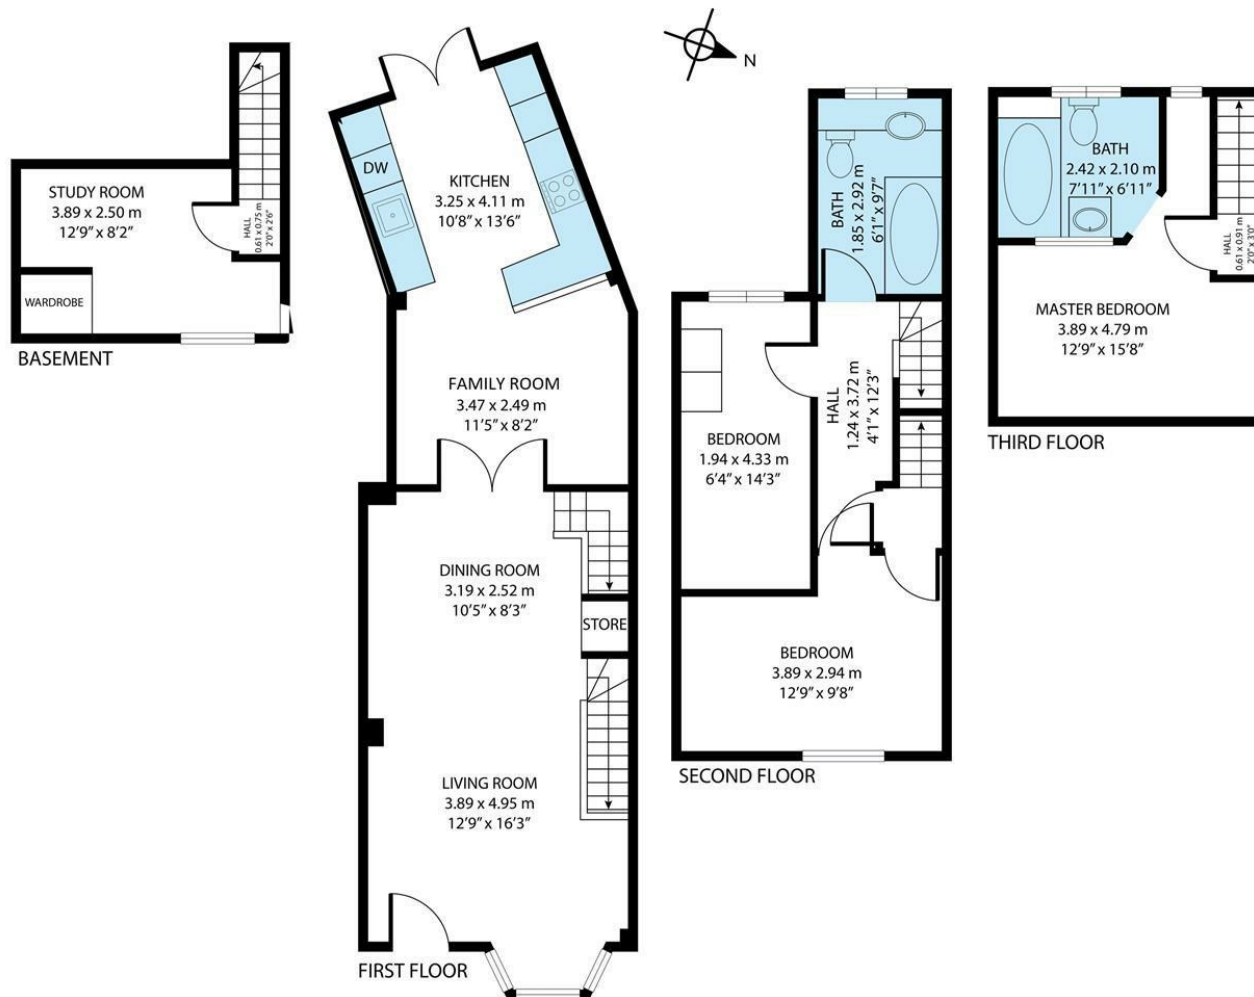 N
STUDY ROOM
3.89 x 2.50 m
12'9" x 8'2"
HALL
0.61 x 0.75 m
2'0" x 2'6"
WARDROBE
BASEMENT
DW
KITCHEN
3.25 x 4.11 m
10'8" x 13'6"
FAMILY ROOM
3.47 x 2.49 m
11'5" x 8'2"
DINING ROOM
3.19 x 2.52 m
10'5" x 8'3"
STORE
LIVING ROOM
3.89 x 4.95 m
12'9" x 16'3"
FIRST FLOOR
BATH
1.85 x 2.92 m
6'1" x 9'7"
HALL
1.24 x 3.72 m
4'1" x 12'3"
BEDROOM
1.94 x 4.33 m
6'4" x 14'3"
BEDROOM
3.89 x 2.94 m
12'9" x 9'8"
SECOND FLOOR
BATH
2.42 x 2.10 m
7'11" x 6'11"
HALL
0.61 x 0.91 m
2'0" x 3'0"
MASTER BEDROOM
3.89 x 4.79 m
12'9" x 15'8"
THIRD FLOOR